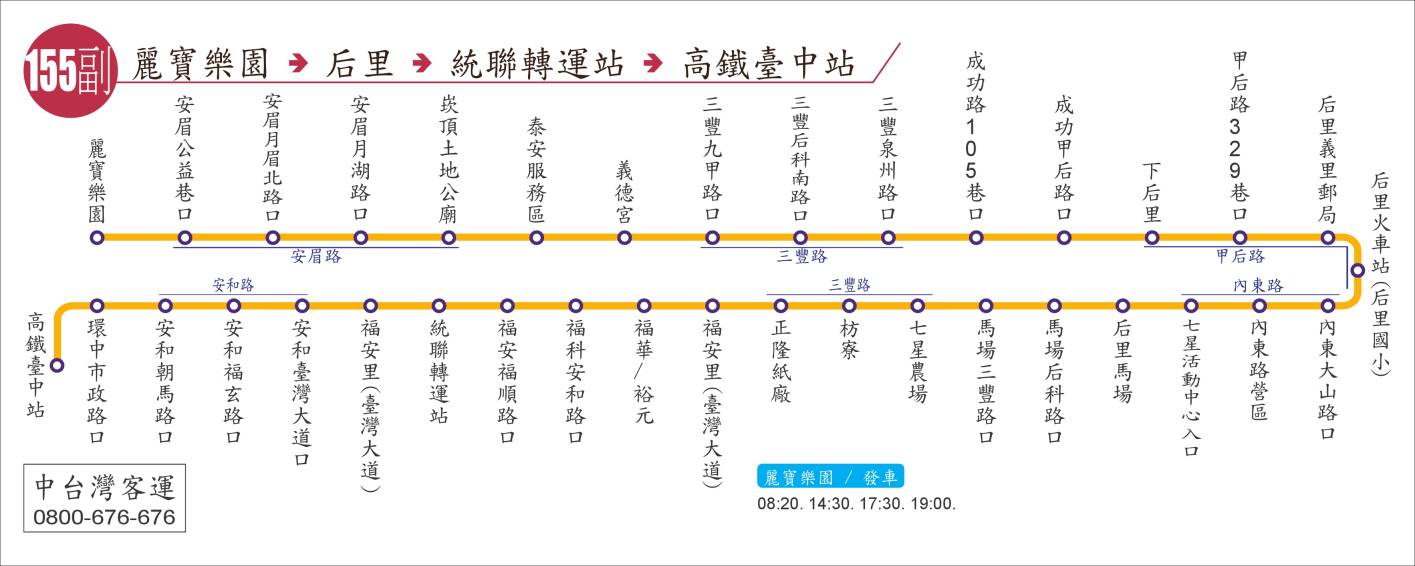 155副
麗寶樂園 → 后里 → 統聯轉運站 → 高鐵臺中站
麗寶樂園
安眉公益巷口
安眉月眉北路口
安眉月湖路口
崁頂土地公廟
泰安服務區
義德宮
三豐九甲路口
三豐后科南路口
三豐泉州路口
成功路105巷口
成功甲后路口
下后里
甲后路329巷口
后里義里郵局
后里火車站(后里國小)
安眉路
三豐路
甲后路
安和路
三豐路
內東路
內東大山路口
內東路營區
七星活動中心入口
后里馬場
馬場后科路口
馬場三豐路口
七星農場
枋寮
正隆紙廠
福安里(臺灣大道)
福華/裕元
福科安和路口
福安福順路口
統聯轉運站
福安里(臺灣大道)
安和臺灣大道口
安和福玄路口
安和朝馬路口
環中市政路口
高鐵臺中站
中台灣客運
0800-676-676
麗寶樂園 / 發車
08:20. 14:30. 17:30. 19:00.